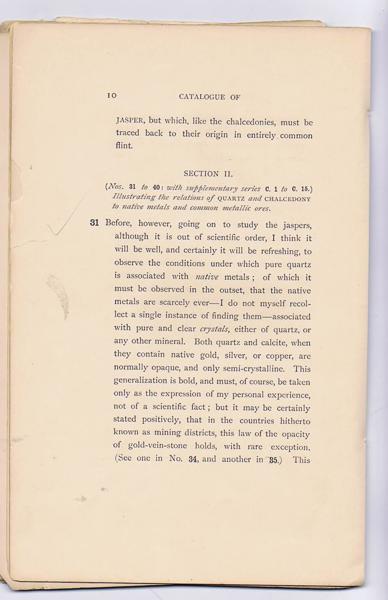 10 CATALOGUE OF
JASPER, but which, like the chalcedonies, must be
traced back to their origin in entirely common
flint.
SECTION II.
(Nos. 31 to 40: with supplementary series C. 1 to C. 15.)
Illustrating the relations of QUARTZ and CHALCEDONY
to native metals and common metallic ores.
31 Before, however, going on to study the jaspers,
although it is out of scientific order, I think it
will be well, and certainly it will be refreshing, to
observe the conditions under which pure quartz
is associated with native metals; of which it
must be observed in the outset, that the native
metals are scarcely ever—I do not myself recol-
lect a single instance of finding them—associated
with pure and clear crystals, either of quartz, or
any other mineral. Both quartz and calcite, when
they contain native gold, silver, or copper, are
normally opaque, and only semi-crystalline. This
generalization is bold, and must, of course, be taken
only as the expression of my personal experience,
not of a scientific fact; but it may be certainly
stated positively, that in the countries hitherto
known as mining districts, this law of the opacity
of gold-vein-stone holds, with rare exception.
(See one in No. 34, and another in 35.) This